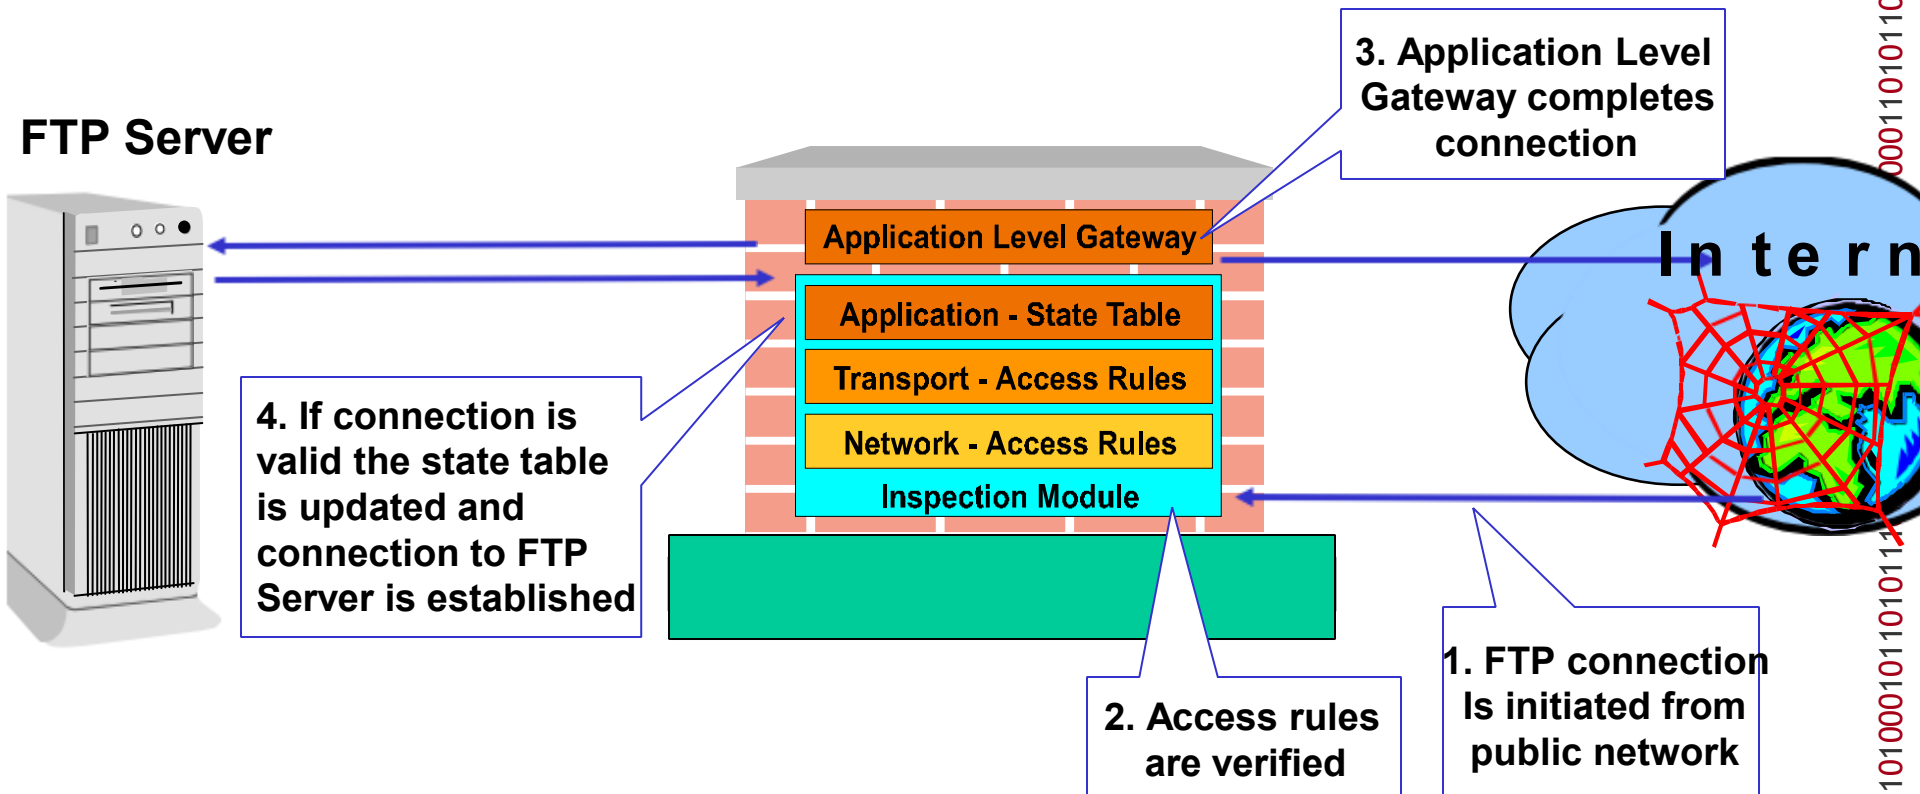 FTP Server
3. Application Level
Gateway completes
connection
Application Level Gateway
Application - State Table
Transport - Access Rules
Network - Access Rules
Inspection Module
I n t e r n
4. If connection is
valid the state table
is updated and
connection to FTP
Server is established
1. FTP connection
Is initiated from
public network
2. Access rules
are verified